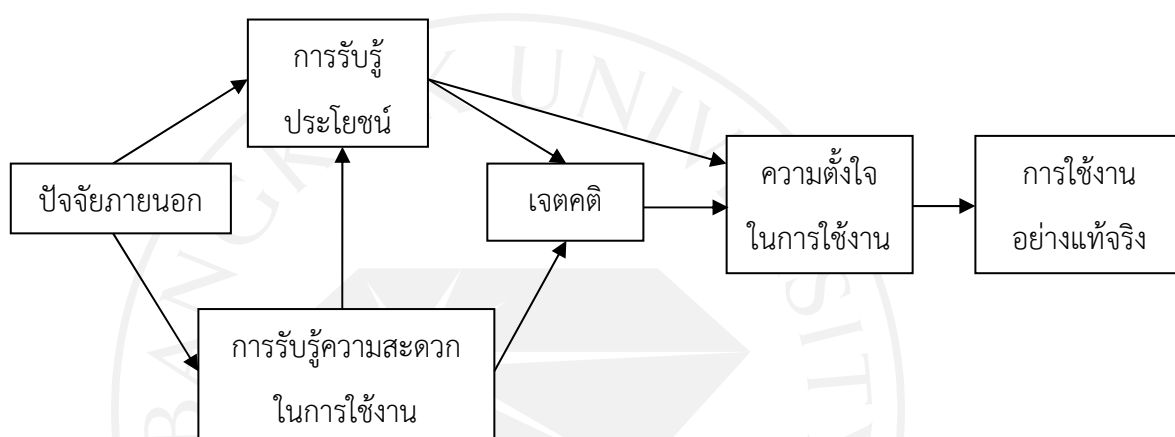 การรับรู้
ประโยชน์
ปัจจัยภายนอก
เจตคติ
ความตั้งใจ
ในการใช้งาน
การใช้งาน
อย่างแท้จริง
การรับรู้ความสะดวก
ในการใช้งาน
BANGK
K UNIV
SITY